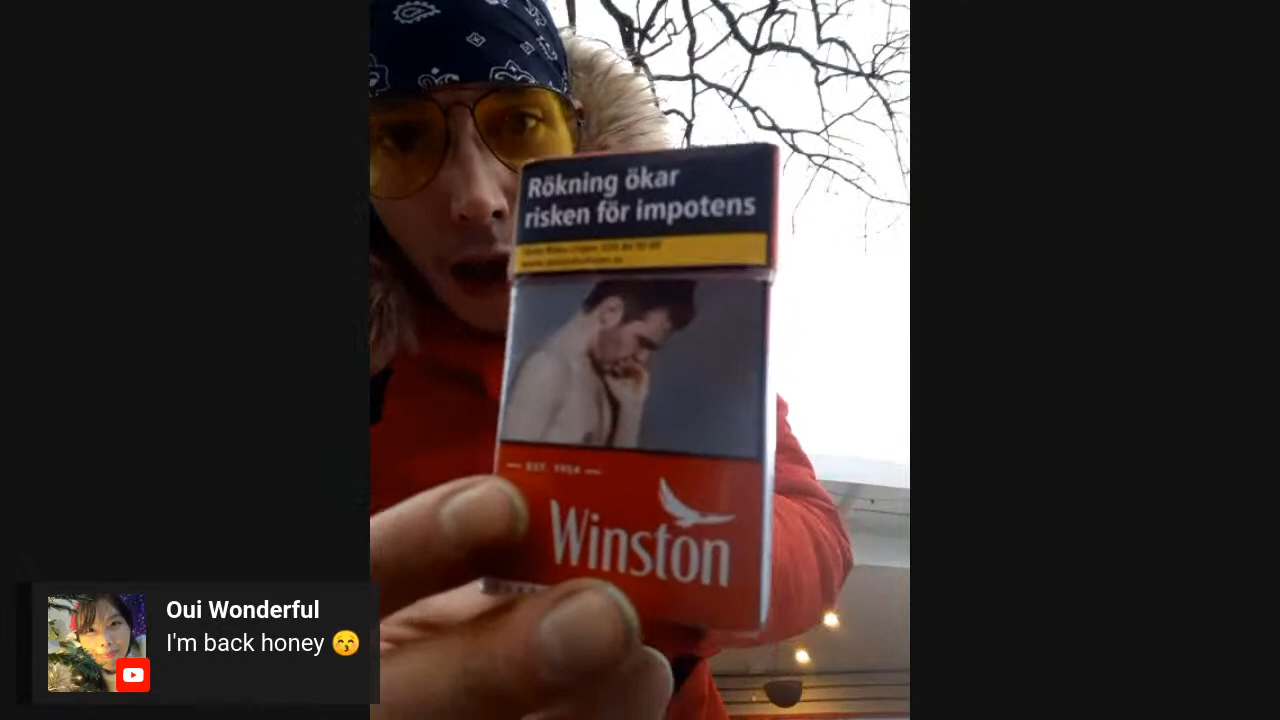 Rökning ökar
risken för impotens
EST. 1954
Winston
Oui Wonderful
I'm back honey 😙